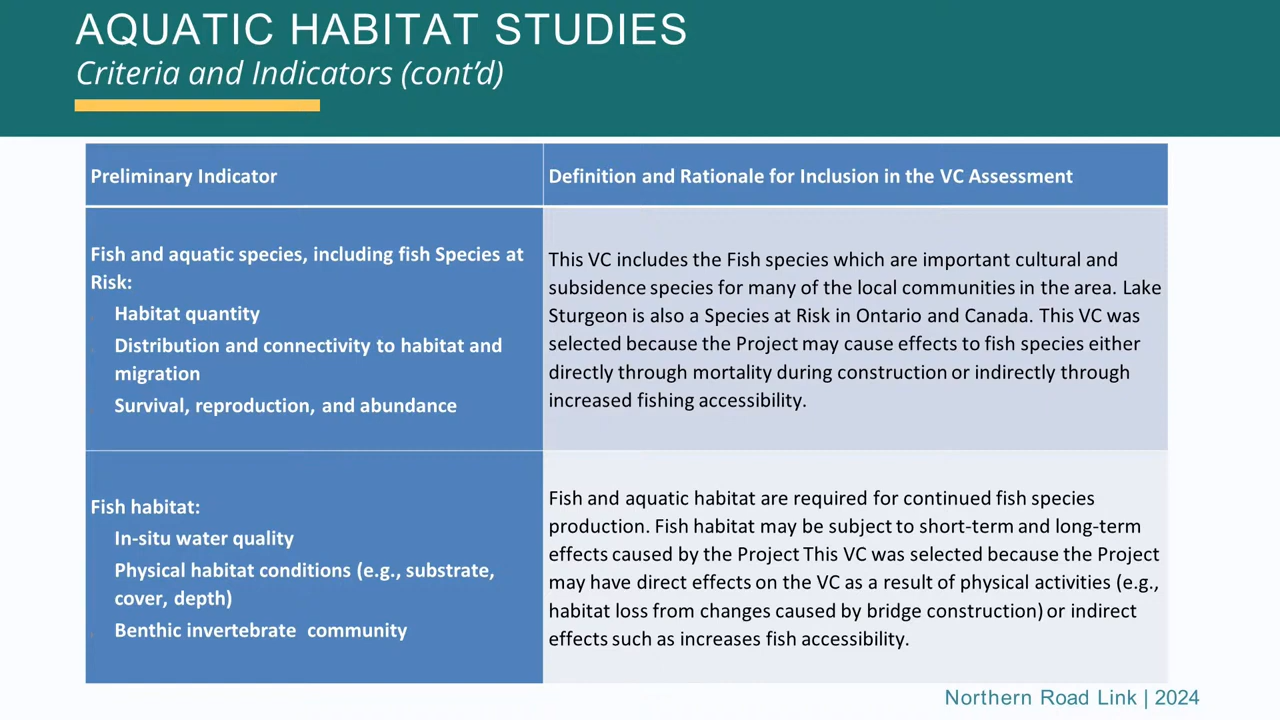 AQUATIC HABITAT STUDIES
Criteria and Indicators (cont’d)
Preliminary Indicator
Definition and Rationale for Inclusion in the VC Assessment
Fish and aquatic species, including fish Species at
Risk:
Habitat quantity
Distribution and connectivity to habitat and
migration
Survival, reproduction, and abundance
This VC includes the Fish species which are important cultural and
subsidence species for many of the local communities in the area. Lake
Sturgeon is also a Species at Risk in Ontario and Canada. This VC was
selected because the Project may cause effects to fish species either
directly through mortality during construction or indirectly through
increased fishing accessibility.
Fish habitat:
In-situ water quality
Physical habitat conditions (e.g., substrate,
cover, depth)
Benthic invertebrate community
Fish and aquatic habitat are required for continued fish species
production. Fish habitat may be subject to short-term and long-term
effects caused by the Project This VC was selected because the Project
may have direct effects on the VC as a result of physical activities (e.g.,
habitat loss from changes caused by bridge construction) or indirect
effects such as increases fish accessibility.
Northern Road Link | 2024